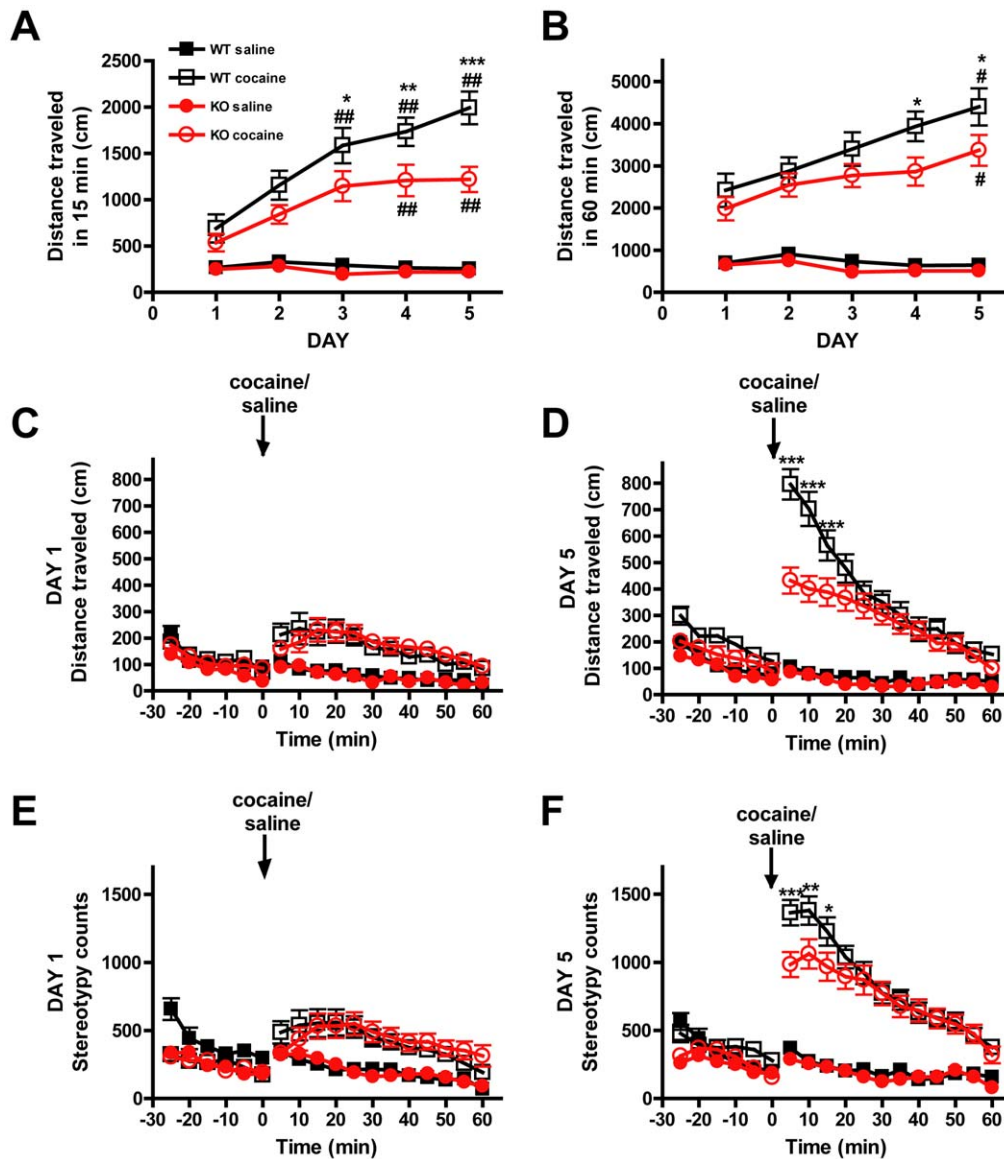 A
WT saline
WT cocaine
KO saline
KO cocaine
Distance traveled
in 15 min (cm)
2500
2000
1500
1000
500
0
*
##
**
##
***
##
##
##
0 1 2 3 4 5
DAY
B
Distance traveled
in 60 min (cm)
5000
4000
3000
2000
1000
0
*
*
#
#
0 1 2 3 4 5
DAY
C
cocaine/
saline
DAY 1
Distance traveled (cm)
800
700
600
500
400
300
200
100
0
-30 -20 -10 0 10 20 30 40 50 60
Time (min)
D
cocaine/
saline
DAY 5
Distance traveled (cm)
800
700
600
500
400
300
200
100
0
***
***
***
-30 -20 -10 0 10 20 30 40 50 60
Time (min)
E
cocaine/
saline
DAY 1
Stereotypy counts
1500
1000
500
0
-30 -20 -10 0 10 20 30 40 50 60
Time (min)
F
cocaine/
saline
DAY 5
Stereotypy counts
1500
1000
500
0
***
**
*
-30 -20 -10 0 10 20 30 40 50 60
Time (min)